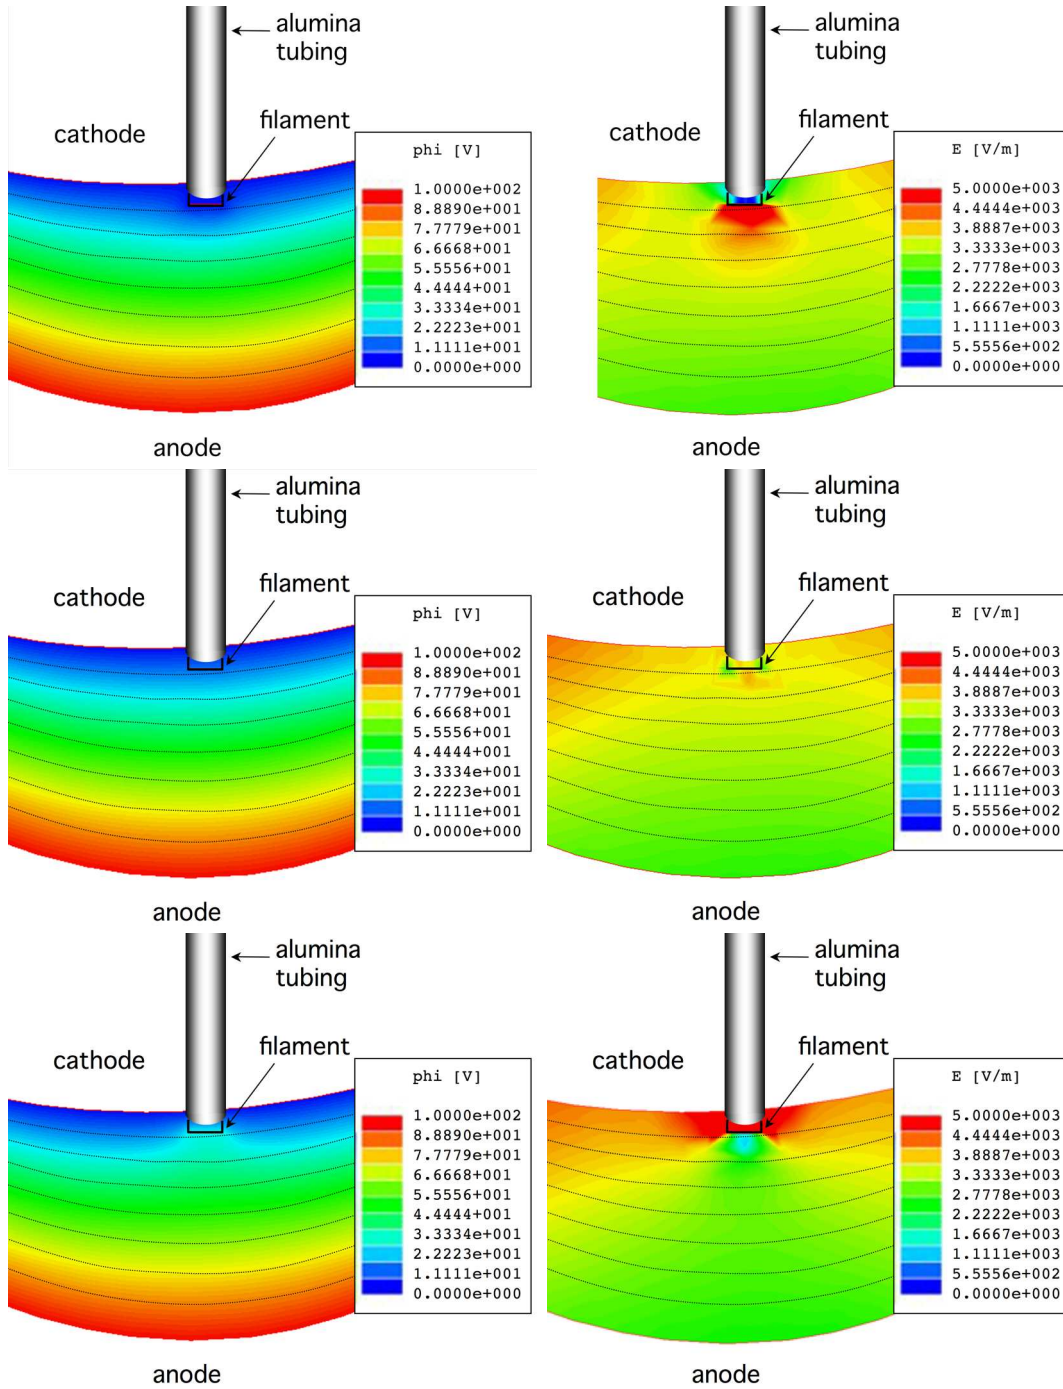 alumina
tubing
cathode
filament
phi [V]
1.0000e+002
8.8890e+001
7.7779e+001
6.6668e+001
5.5556e+001
4.4444e+001
3.3334e+001
2.2223e+001
1.1111e+001
0.0000e+000
anode
alumina
tubing
cathode
filament
E [V/m]
5.0000e+003
4.4444e+003
3.8887e+003
3.3333e+003
2.7778e+003
2.2222e+003
1.6667e+003
1.1111e+003
5.5556e+002
0.0000e+000
anode
alumina
tubing
cathode
filament
phi [V]
1.0000e+002
8.8890e+001
7.7779e+001
6.6668e+001
5.5556e+001
4.4444e+001
3.3334e+001
2.2223e+001
1.1111e+001
0.0000e+000
anode
alumina
tubing
cathode
filament
E [V/m]
5.0000e+003
4.4444e+003
3.8887e+003
3.3333e+003
2.7778e+003
2.2222e+003
1.6667e+003
1.1111e+003
5.5556e+002
0.0000e+000
anode
alumina
tubing
cathode
filament
phi [V]
1.0000e+002
8.8890e+001
7.7779e+001
6.6668e+001
5.5556e+001
4.4444e+001
3.3334e+001
2.2223e+001
1.1111e+001
0.0000e+000
anode
alumina
tubing
cathode
filament
E [V/m]
5.0000e+003
4.4444e+003
3.8887e+003
3.3333e+003
2.7778e+003
2.2222e+003
1.6667e+003
1.1111e+003
5.5556e+002
0.0000e+000
anode